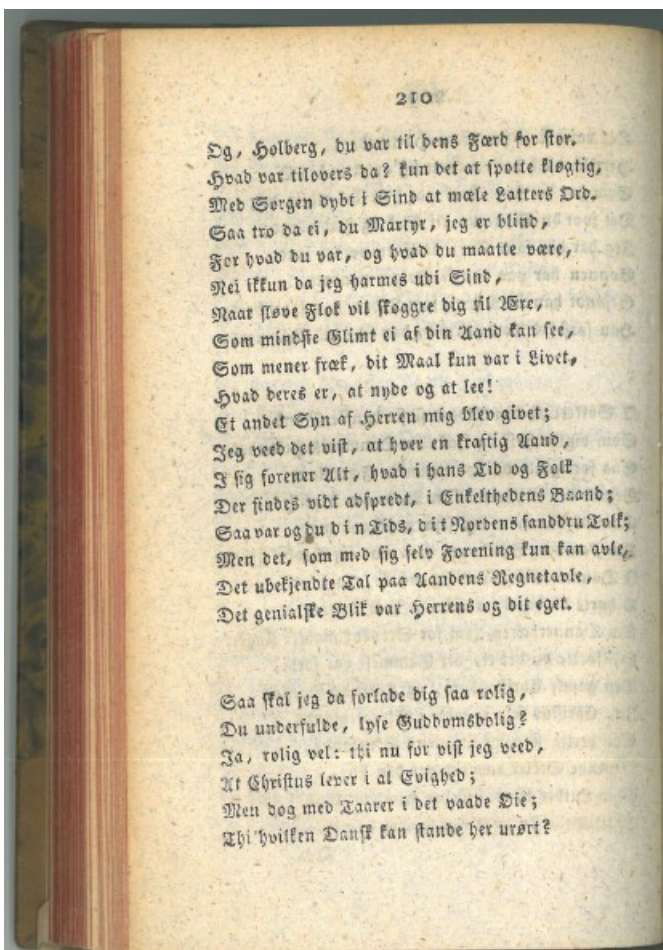 210
Og, Holberg, du var til dens Færd for stor.
Hvad var tilovers da? kun det at spotte kløgtig,
Med Sorgen dybt i Sind at mæle Latters Ord.
Saa tro da ei, du Martyr, jeg er blind,
For hvad du var, og hvad du maatte være,
Nei ikkun da jeg harmes udi Sind,
Naar sløve Flok vil skoggre dig til Ære,
Som mindste Glimt ei af din Aand kan see,
Som mener fræk, dit Maal kun var i Livet,
Hvad deres er, at nyde og at lee!
Et andet Syn af Herren mig blev givet;
Jeg veed det vist, at hver en kraftig Aand,
I sig forener Alt, hvad i hans Tid og Folk
Der findes vidt adspredt, i Enkelthedens Baand;
Saa var og du din Tids, dit Nordens sanddru Tolk;
Men det, som med sig selv Forening kun kan avle,
Det ubekjendte Tal paa Aandens Regnetavle,
Det genialske Blik var Herrens og dit eget.
Saa skal jeg da forlade dig saa rolig,
Du underfulde, lyse Guddomsbolig?
Ja, rolig vel: thi nu for vist jeg veed,
At Christus lever i al Evighed;
Men dog med Taarer i det vaade Øie;
Thi hvilken Dansk kan stande her urørt?